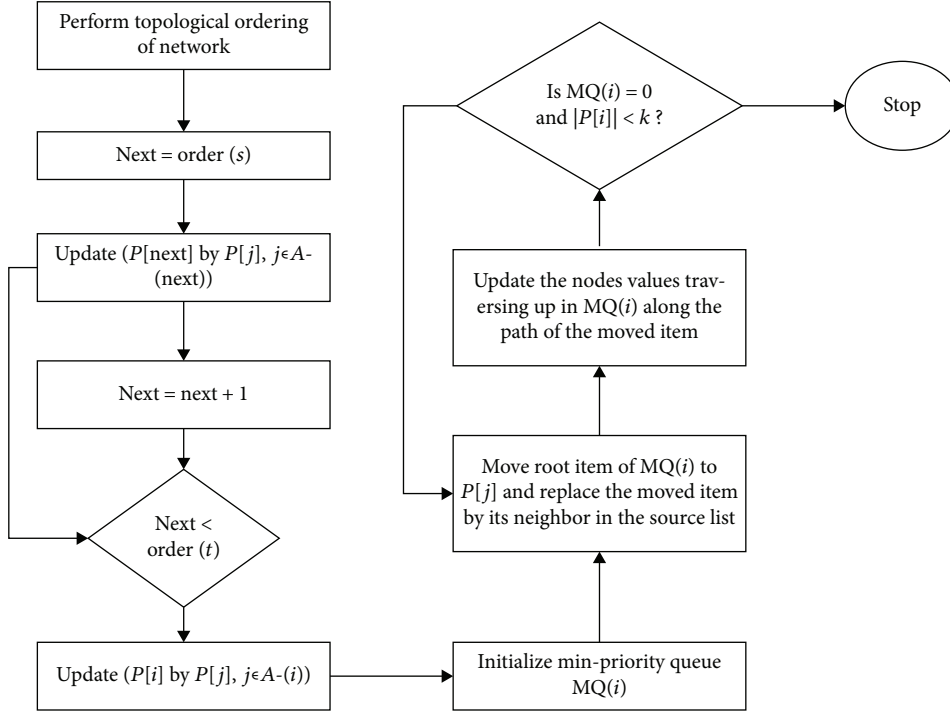 Perform topological ordering
of network
Next = order (s)
Update (P[next] by P[j], jϵA-
(next))
Next = next + 1
Next <
order (t)
Update (P[i] by P[j], jϵA-(i))
Is MQ(i) = 0
and |P[i]| < k ?
Stop
Update the nodes values trav-
ersing up in MQ(i) along the
path of the moved item
Move root item of MQ(i) to
P[j] and replace the moved item
by its neighbor in the source list
Initialize min-priority queue
MQ(i)